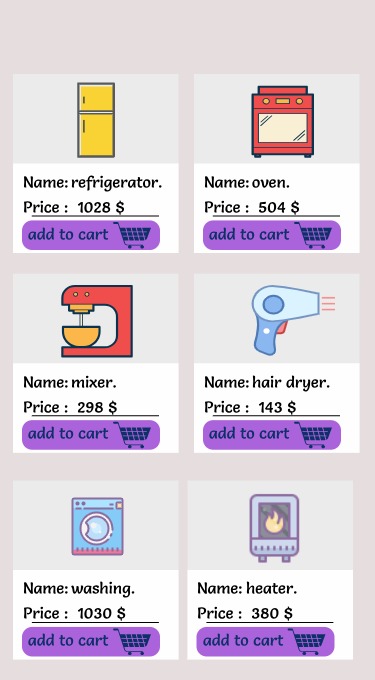 Name: refrigerator.
Price : 1028 $
add to cart
Name: oven.
Price : 504 $
add to cart
Name: mixer.
Price : 298 $
add to cart
Name: hair dryer.
Price : 143 $
add to cart
Name: washing.
Price : 1030 $
add to cart
Name: heater.
Price : 380 $
add to cart